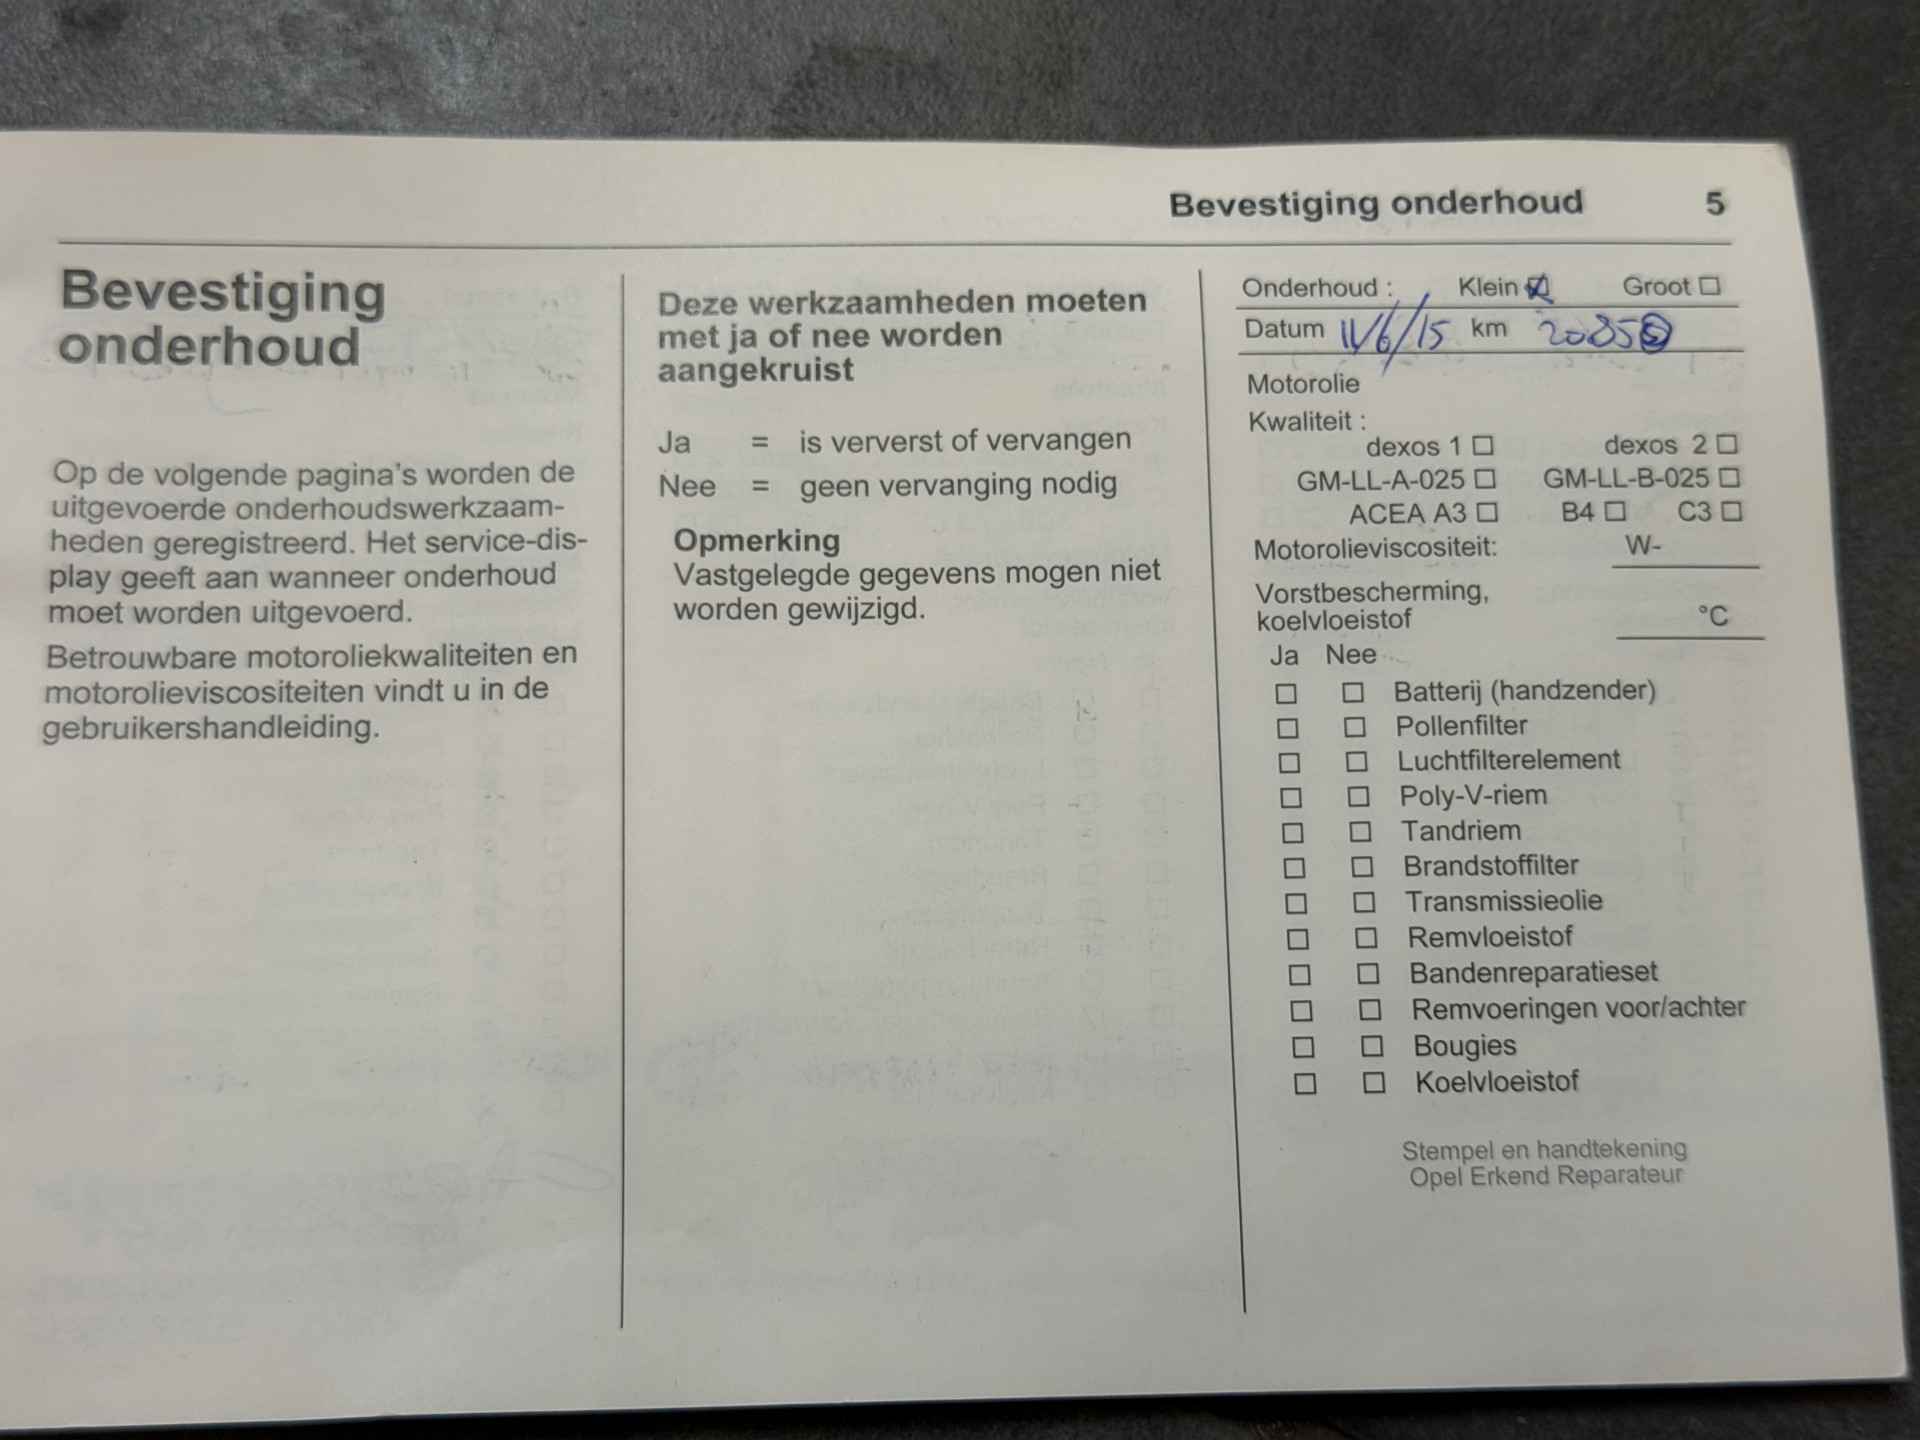 Bevestiging onderhoud 5
Bevestiging
onderhoud
Op de volgende pagina's worden de
uitgevoerde onderhoudswerkzaam-
heden geregistreerd. Het service-dis-
play geeft aan wanneer onderhoud
moet worden uitgevoerd.
Betrouwbare motoroliekwaliteiten en
motorolieviscositeiten vindt u in de
gebruikershandleiding.
Deze werkzaamheden moeten
met ja of nee worden
aangekruist
Ja = is ververst of vervangen
Nee = geen vervanging nodig
Opmerking
Vastgelegde gegevens mogen niet
worden gewijzigd.
Onderhoud : Klein ☒ Groot ☐
Datum 11/6/15 km
Motorolie
Kwaliteit :
dexos 1 ☐ dexos 2 ☐
GM-LL-A-025 ☐ GM-LL-B-025 ☐
ACEA A3 ☐ B4 ☐ C3 ☐
Motorolieviscositeit: W-
Vorstbescherming,
koelvloeistof °C
Ja Nee
☐ ☐ Batterij (handzender)
☐ ☐ Pollenfilter
☐ ☐ Luchtfilterelement
☐ ☐ Poly-V-riem
☐ ☐ Tandriem
☐ ☐ Brandstoffilter
☐ ☐ Transmissieolie
☐ ☐ Remvloeistof
☐ ☐ Bandenreparatieset
☐ ☐ Remvoeringen voor/achter
☐ ☐ Bougies
☐ ☐ Koelvloeistof
Stempel en handtekening
Opel Erkend Reparateur